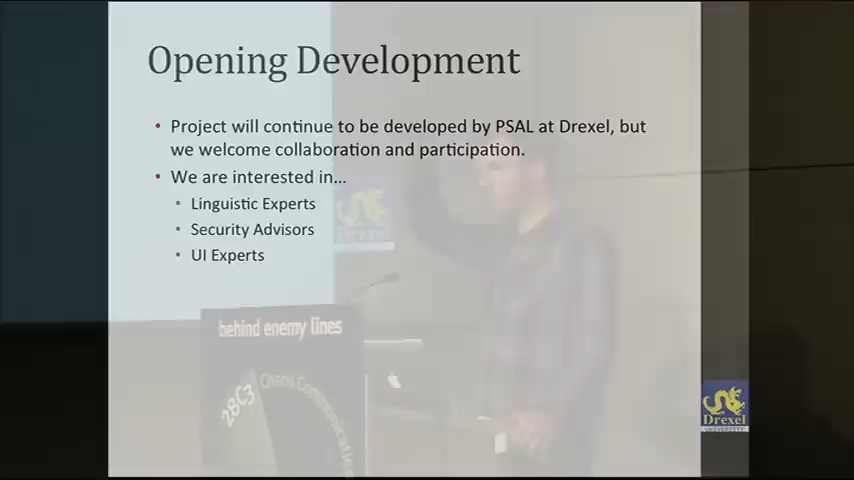 Opening Development
• Project will continue to be developed by PSAL at Drexel, but
we welcome collaboration and participation.
• We are interested in...
• Linguistic Experts
• Security Advisors
• UI Experts
Drexel
behind enemy lines
28C3 Chaos Communication
Drexel
UNIVERSITY